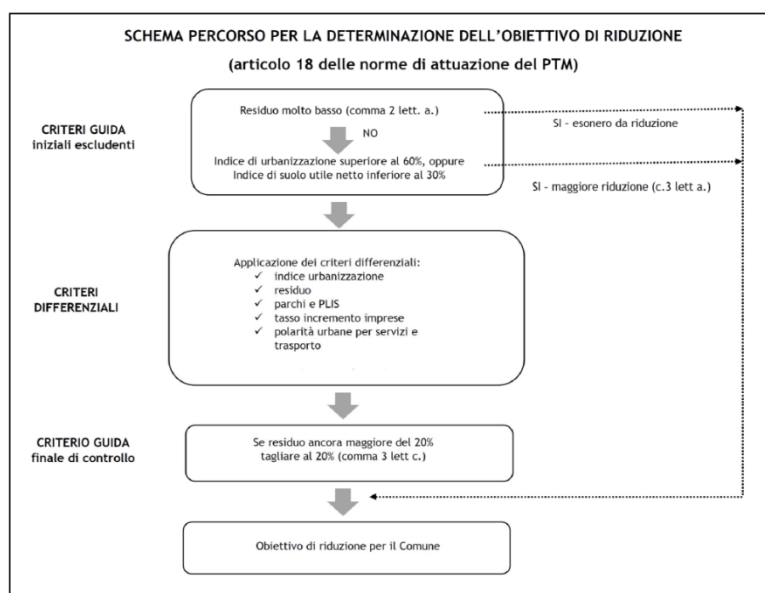 SCHEMA PERCORSO PER LA DETERMINAZIONE DELL'OBIETTIVO DI RIDUZIONE
(articolo 18 delle norme di attuazione del PTM)
CRITERI GUIDA
iniziali escludenti
Residuo molto basso (comma 2 lett. a.)
NO
Indice di urbanizzazione superiore al 60%, oppure
Indice di suolo utile netto inferiore al 30%
SI - esonero da riduzione
SI - maggiore riduzione (c.3 lett a.)
CRITERI
DIFFERENZIALI
Applicazione dei criteri differenziali:
✓ indice urbanizzazione
✓ residuo
✓ parchi e PLIS
✓ tasso incremento imprese
✓ polarità urbane per servizi e
trasporto
CRITERIO GUIDA
finale di controllo
Se residuo ancora maggiore del 20%
tagliare al 20% (comma 3 lett c.)
Obiettivo di riduzione per il Comune